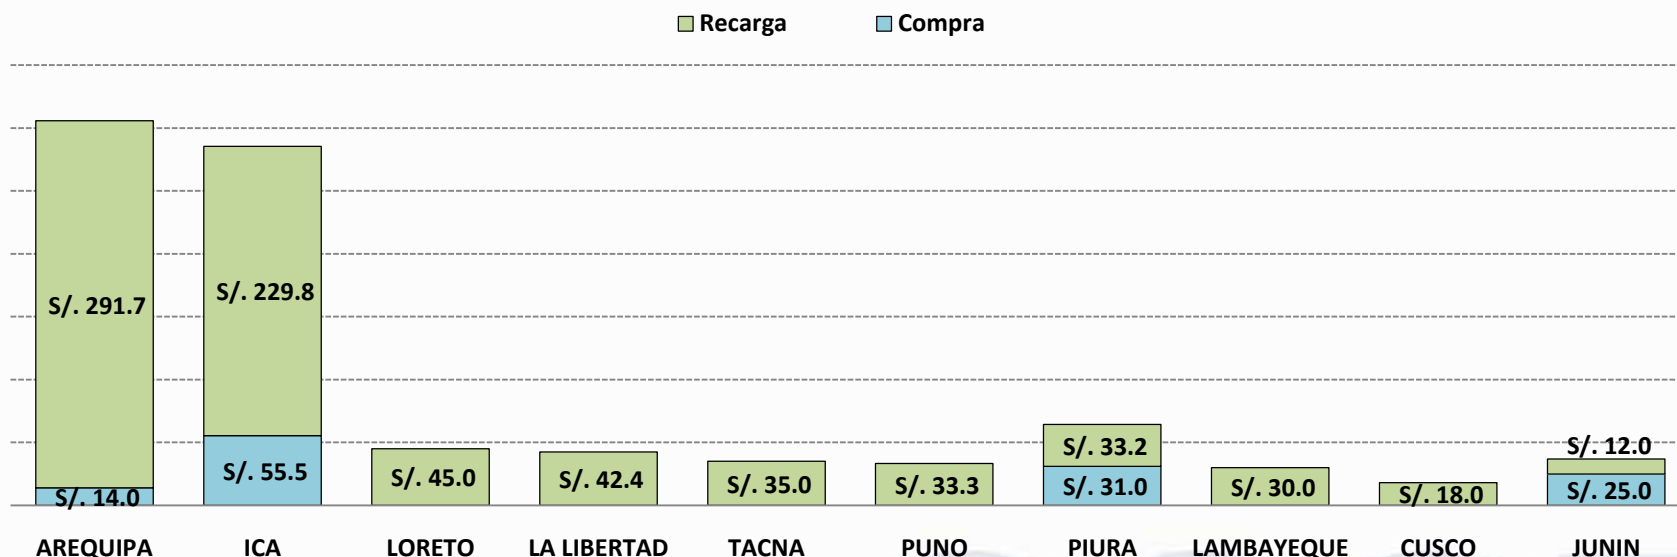 Recarga Compra
S/. 291.7
S/. 229.8
S/. 45.0
S/. 42.4
S/. 35.0
S/. 33.3
S/. 33.2
S/. 30.0
S/. 18.0
S/. 12.0
S/. 14.0
S/. 55.5
S/. 31.0
S/. 25.0
AREQUIPA ICA LORETO LA LIBERTAD TACNA PUNO PIURA LAMBAYEQUE CUSCO JUNIN